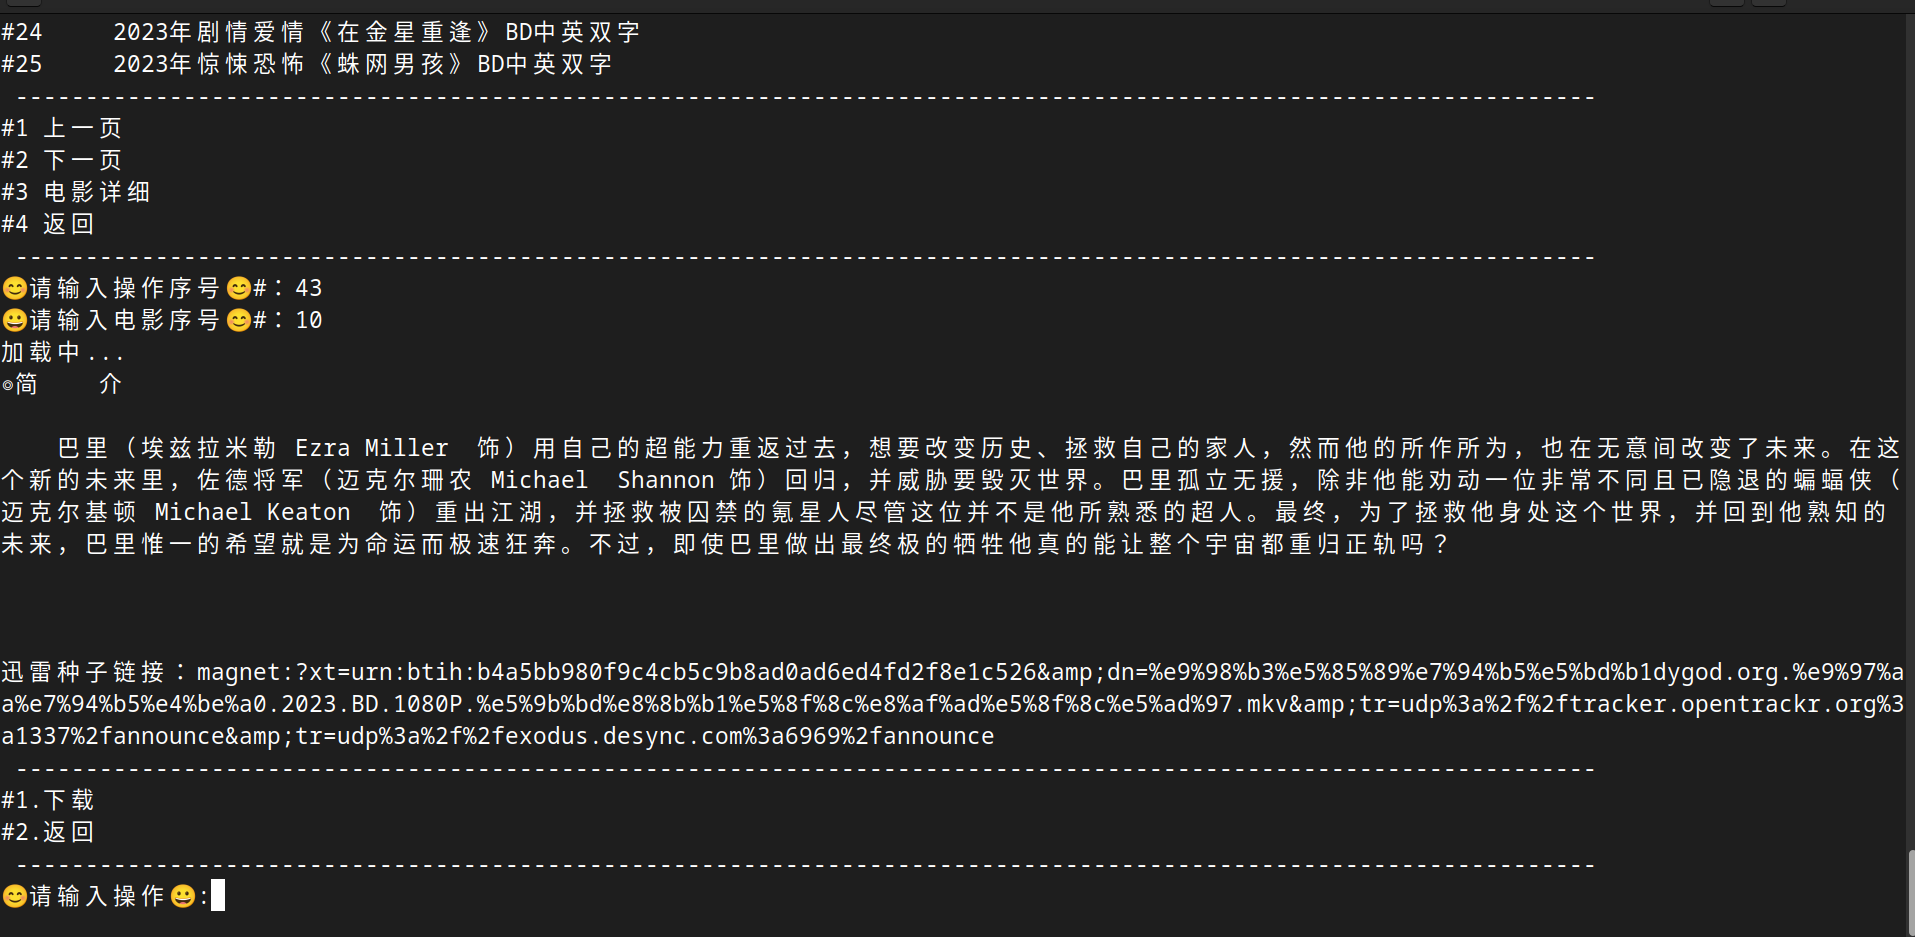 #24     2023年剧情爱情《在金星重逢》BD中英双字
#25     2023年惊悚恐怖《蛛网男孩》BD中英双字
-----------------------------------------------------------------------------------------------------------------
#1 上一页
#2 下一页
#3 电影详细
#4 返回
-----------------------------------------------------------------------------------------------------------------
😊请输入操作序号😊#：43
😀请输入电影序号😊#：10
加载中...
◎简　　介
巴里（埃兹拉米勒 Ezra Miller  饰）用自己的超能力重返过去，想要改变历史、拯救自己的家人，然而他的所作所为，也在无意间改变了未来。在这
个新的未来里，佐德将军（迈克尔珊农 Michael  Shannon 饰）回归，并威胁要毁灭世界。巴里孤立无援，除非他能劝动一位非常不同且已隐退的蝙蝠侠（
迈克尔基顿 Michael Keaton  饰）重出江湖，并拯救被囚禁的氪星人尽管这位并不是他所熟悉的超人。最终，为了拯救他身处这个世界，并回到他熟知的
未来，巴里惟一的希望就是为命运而极速狂奔。不过，即使巴里做出最终极的牺牲他真的能让整个宇宙都重归正轨吗？
迅雷种子链接：magnet:?xt=urn:btih:b4a5bb980f9c4cb5c9b8ad0ad6ed4fd2f8e1c526&amp;dn=%e9%98%b3%e5%85%89%e7%94%b5%e5%bd%b1dygod.org.%e9%97%a
a%e7%94%b5%e4%be%a0.2023.BD.1080P.%e5%9b%bd%e8%8b%b1%e5%8f%8c%e8%af%ad%e5%8f%8c%e5%ad%97.mkv&amp;tr=udp%3a%2f%2ftracker.opentrackr.org%3
a1337%2fannounce&amp;tr=udp%3a%2f%2fexodus.desync.com%3a6969%2fannounce
-----------------------------------------------------------------------------------------------------------------
#1.下载
#2.返回
-----------------------------------------------------------------------------------------------------------------
😊请输入操作😀: